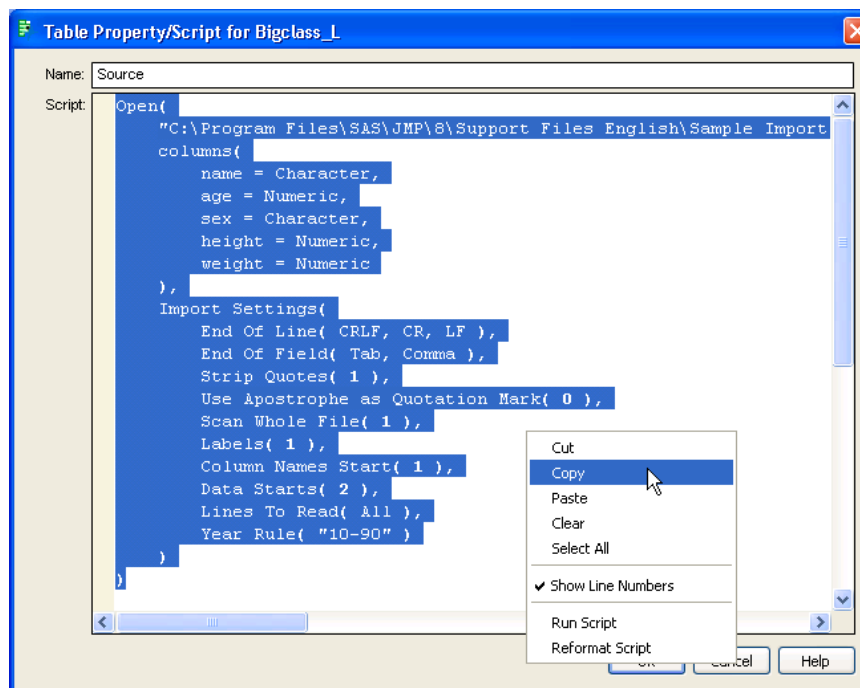 Table Property/Script for Bigclass_L
Name: Source
Script:
Open(
"C:\Program Files\SAS\JMP\8\Support Files English\Sample Import
columns(
name = Character,
age = Numeric,
sex = Character,
height = Numeric,
weight = Numeric
),
Import Settings(
End Of Line( CRLF, CR, LF ),
End Of Field( Tab, Comma ),
Strip Quotes( 1 ),
Use Apostrophe as Quotation Mark( 0 ),
Scan Whole File( 1 ),
Labels( 1 ),
Column Names Start( 1 ),
Data Starts( 2 ),
Lines To Read( All ),
Year Rule( "10-90" )
)
)
Cut
Copy
Paste
Clear
Select All
Show Line Numbers
Run Script
Reformat Script
OK Cancel Help